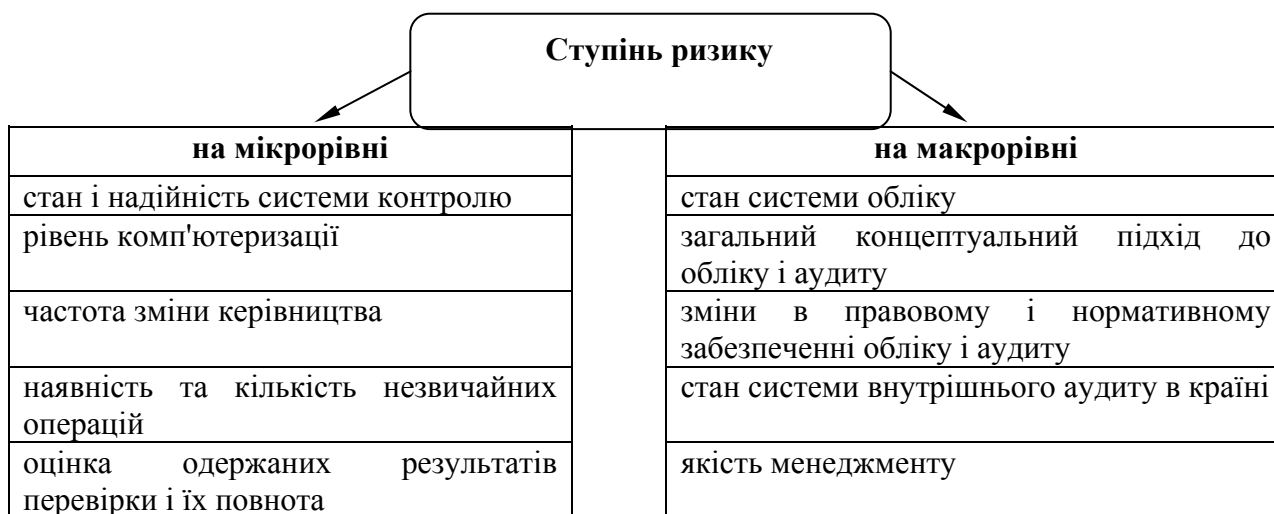 Ступінь ризику
на мікрорівні
стан і надійність системи контролю
рівень комп'ютеризації
частота зміни керівництва
наявність та кількість незвичайних
операцій
оцінка одержаних результатів
перевірки і їх повнота
на макрорівні
стан системи обліку
загальний концептуальний підхід до
обліку і аудиту
зміни в правовому і нормативному
забезпеченні обліку і аудиту
стан системи внутрішнього аудиту в країні
якість менеджменту